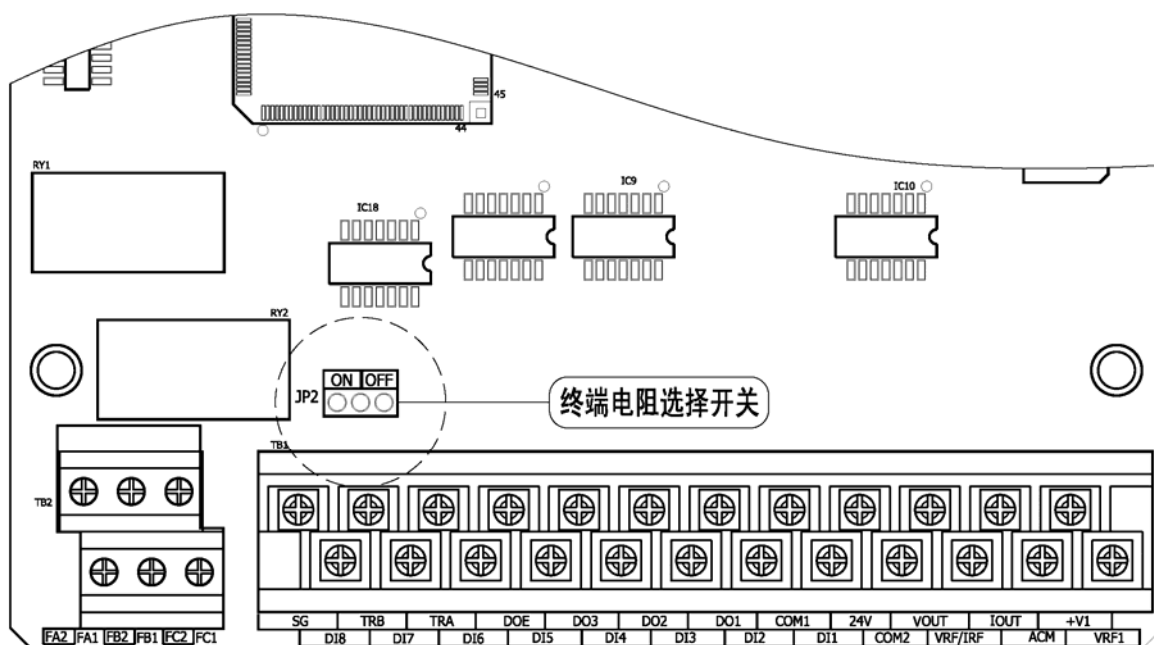 45
44
RY1
IC9
IC10
IC18
RY2
ON OFF
JP2
终端电阻选择开关
TB1
TB2
SG TRB TRA DOE DO3 DO2 DO1 COM1 24V VOUT IOUT +V1
FA2 FA1 FB2 FB1 FC2 FC1
DI8 DI7 DI6 DI5 DI4 DI3 DI2 DI1 COM2 VRF/IRF ACM VRF1